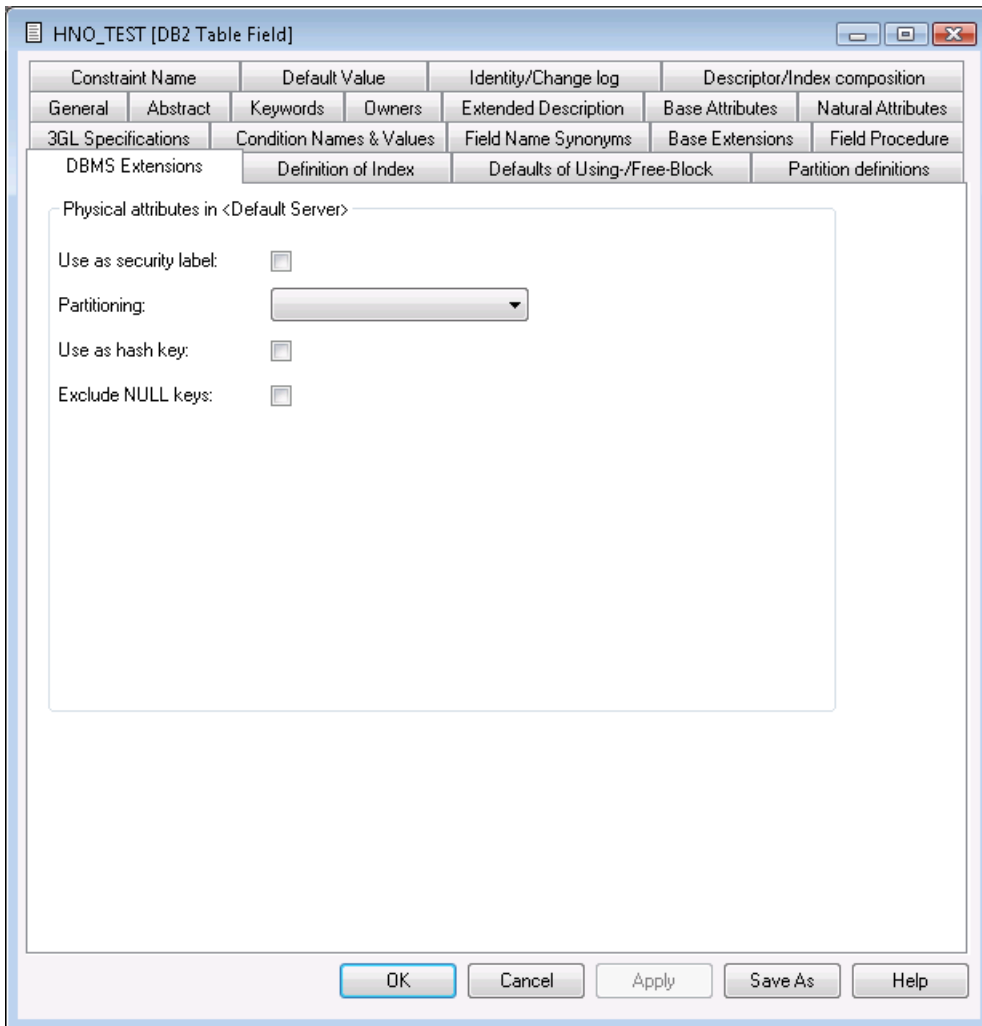 HNO_TEST [DB2 Table Field]
Constraint Name Default Value Identity/Change log Descriptor/Index composition
General Abstract Keywords Owners Extended Description Base Attributes Natural Attributes
3GL Specifications Condition Names & Values Field Name Synonyms Base Extensions Field Procedure
DBMS Extensions Definition of Index Defaults of Using-/Free-Block Partition definitions
Physical attributes in <Default Server>
Use as security label:
Partitioning:
Use as hash key:
Exclude NULL keys:
OK Cancel Apply Save As Help